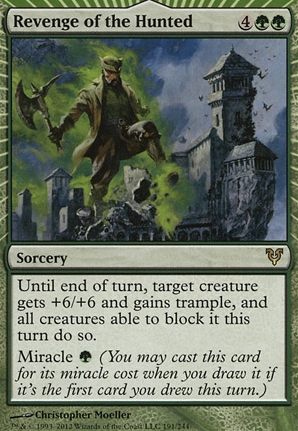 Revenge of the Hunted 4
Sorcery
Until end of turn, target creature
gets +6/+6 and gains trample, and
all creatures able to block it this
turn do so.
Miracle (You may cast this card
for its miracle cost when you draw it if
it's the first card you drew this turn.)
Christopher Moeller
™ & © 1993–2012 Wizards of the Coast LLC 191/244